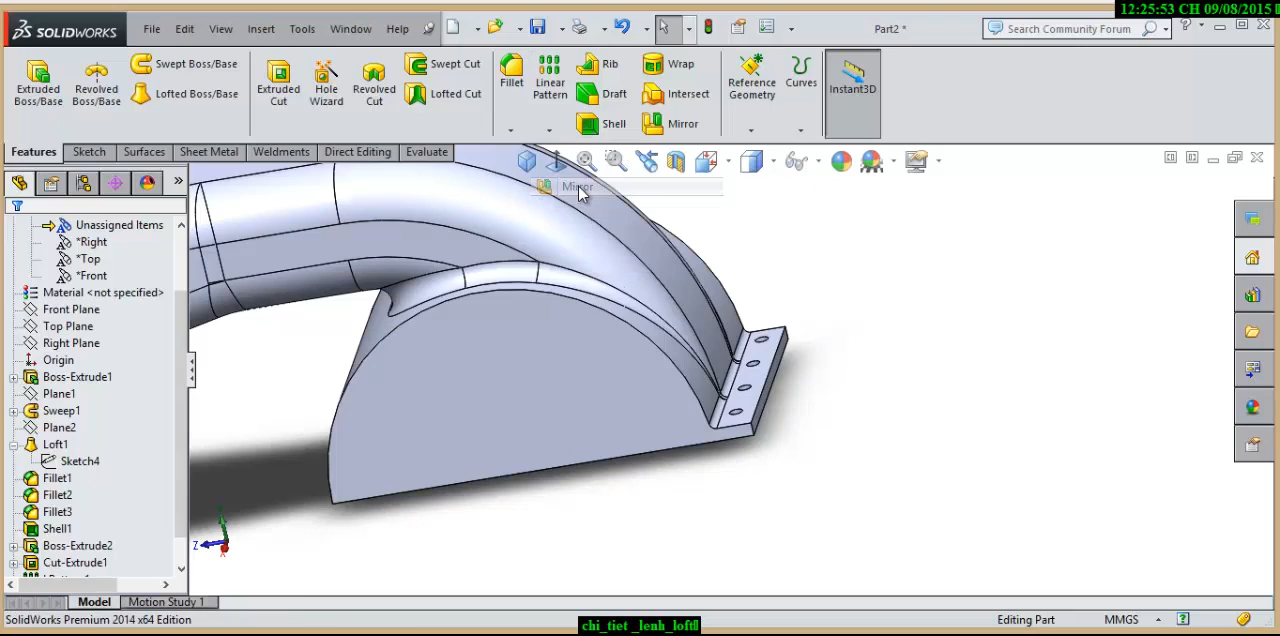 12:25:53 CH 09/08/2015
SOLIDWORKS File Edit View Insert Tools Window Help Part2 * Search Community Forum
Extruded Boss/Base
Revolved Boss/Base
Swept Boss/Base
Lofted Boss/Base
Extruded Cut
Hole Wizard
Revolved Cut
Swept Cut
Lofted Cut
Fillet
Linear Pattern
Rib
Draft
Shell
Wrap
Intersect
Mirror
Reference Geometry
Curves
Instant3D
Features Sketch Surfaces Sheet Metal Weldments Direct Editing Evaluate
Mirror
Unassigned Items
*Right
*Top
*Front
Material <not specified>
Front Plane
Top Plane
Right Plane
Origin
Boss-Extrude1
Plane1
Sweep1
Plane2
Loft1
Sketch4
Fillet1
Fillet2
Fillet3
Shell1
Boss-Extrude2
Cut-Extrude1
Z
X
Model Motion Study 1
SolidWorks Premium 2014 x64 Edition Editing Part MMGS
chi_tiet _lenh_loft